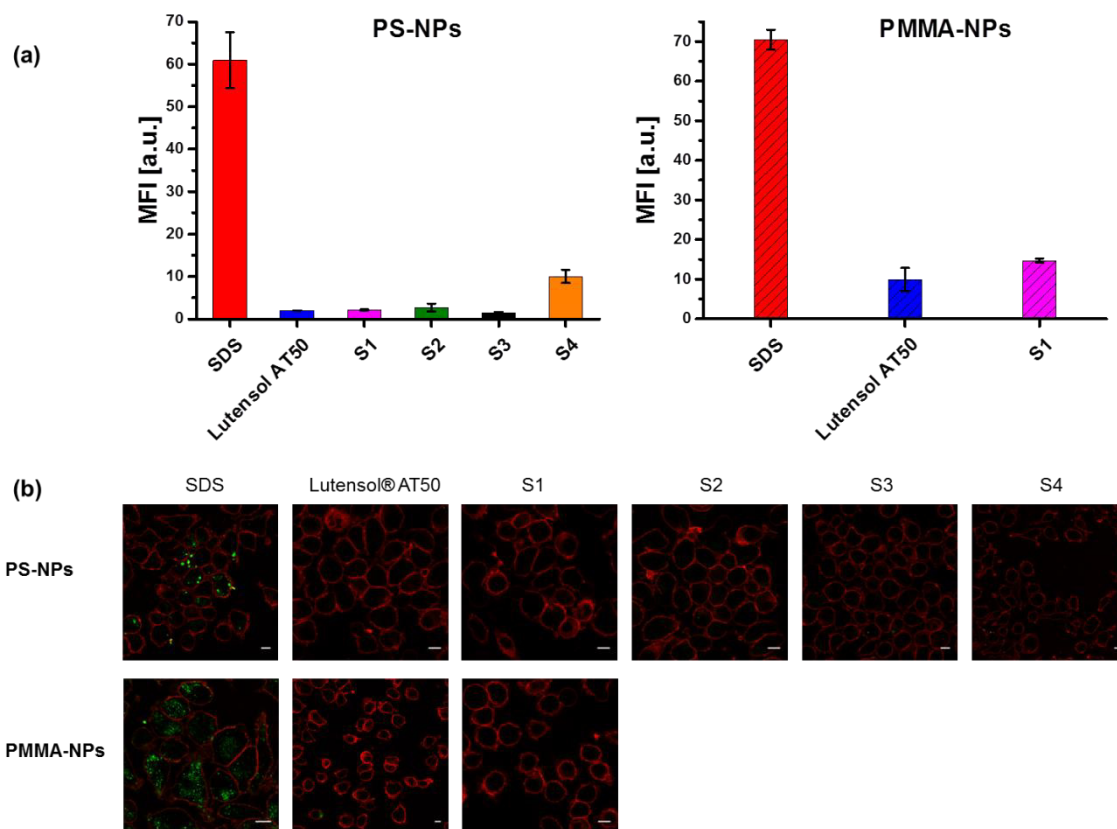 (a)
PS-NPs
MFI [a.u.]
70
60
50
40
30
20
10
0
SDS
Lutensol AT50
S1
S2
S3
S4
PMMA-NPs
MFI [a.u.]
70
60
50
40
30
20
10
0
SDS
Lutensol AT50
S1
(b)
SDS Lutensol® AT50 S1 S2 S3 S4
PS-NPs
PMMA-NPs